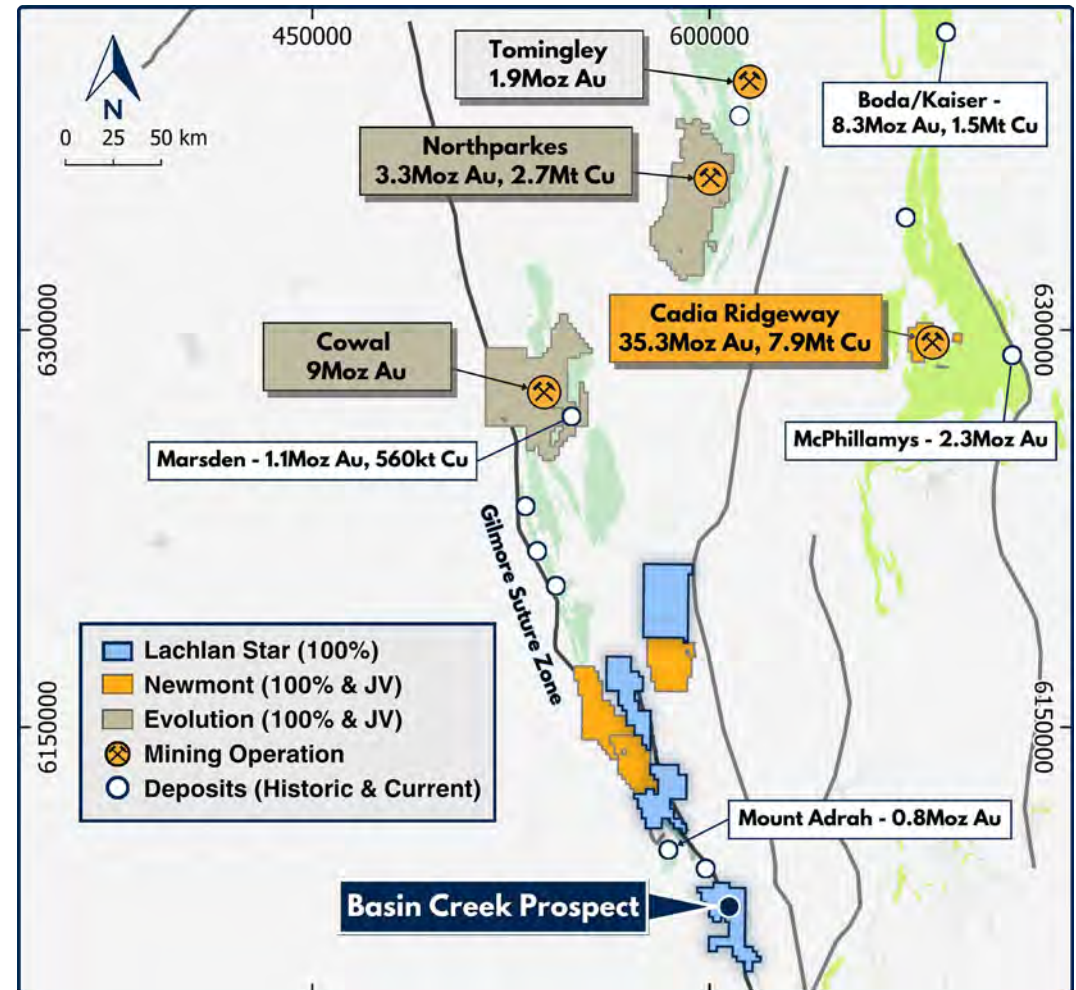 450000
600000
N
0 25 50 km
Tomingley
1.9Moz Au
Boda/Kaiser -
8.3Moz Au, 1.5Mt Cu
Northparkes
3.3Moz Au, 2.7Mt Cu
6300000
6300000
Cadia Ridgeway
35.3Moz Au, 7.9Mt Cu
Cowal
9Moz Au
McPhillamys - 2.3Moz Au
Marsden - 1.1Moz Au, 560kt Cu
Gilmore Suture Zone
Lachlan Star (100%)
Newmont (100% & JV)
Evolution (100% & JV)
Mining Operation
Deposits (Historic & Current)
6150000
6150000
Mount Adrah - 0.8Moz Au
Basin Creek Prospect